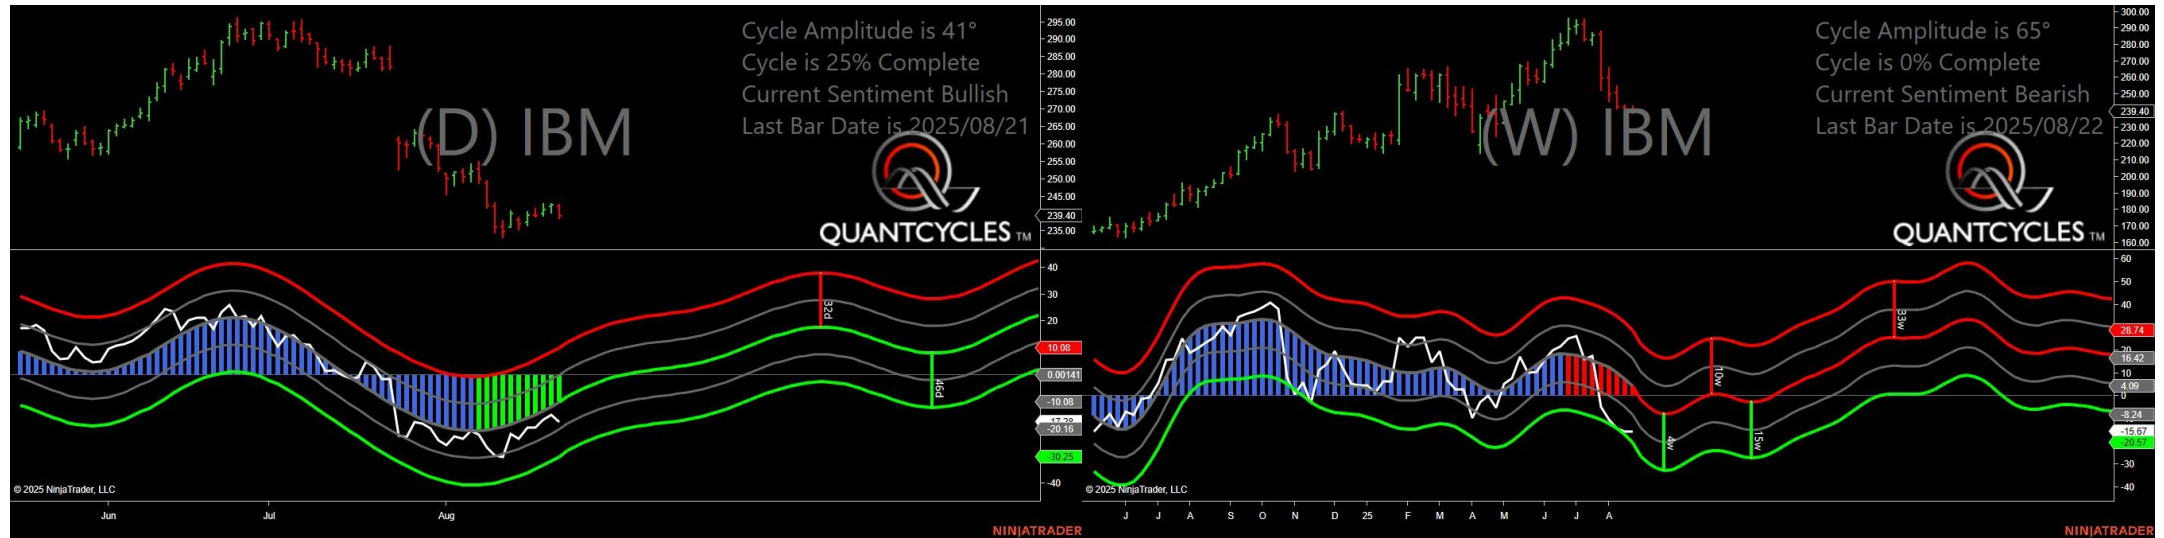 Cycle Amplitude is 41°
Cycle is 25% Complete
Current Sentiment Bullish
Last Bar Date is 2025/08/21
(D) IBM
QUANTCYCLES TM
295.00
290.00
285.00
280.00
275.00
270.00
265.00
260.00
255.00
250.00
245.00
239.40
235.00
32d
46d
40
30
20
10.08
0.00141
-10.08
-20.16
-30.25
-40
© 2025 NinjaTrader, LLC
Jun Jul Aug
NINJATRADER
Cycle Amplitude is 65°
Cycle is 0% Complete
Current Sentiment Bearish
Last Bar Date is 2025/08/22
(W) IBM
QUANTCYCLES TM
300.00
290.00
280.00
270.00
260.00
250.00
239.40
230.00
220.00
210.00
200.00
190.00
180.00
170.00
160.00
4w
10w
15w
33w
60
50
40
28.74
20
16.42
10
4.09
0
-8.24
-15.67
-20.57
-30
-40
© 2025 NinjaTrader, LLC
J J A S O N D 25 F M A M J J A
NINJATRADER